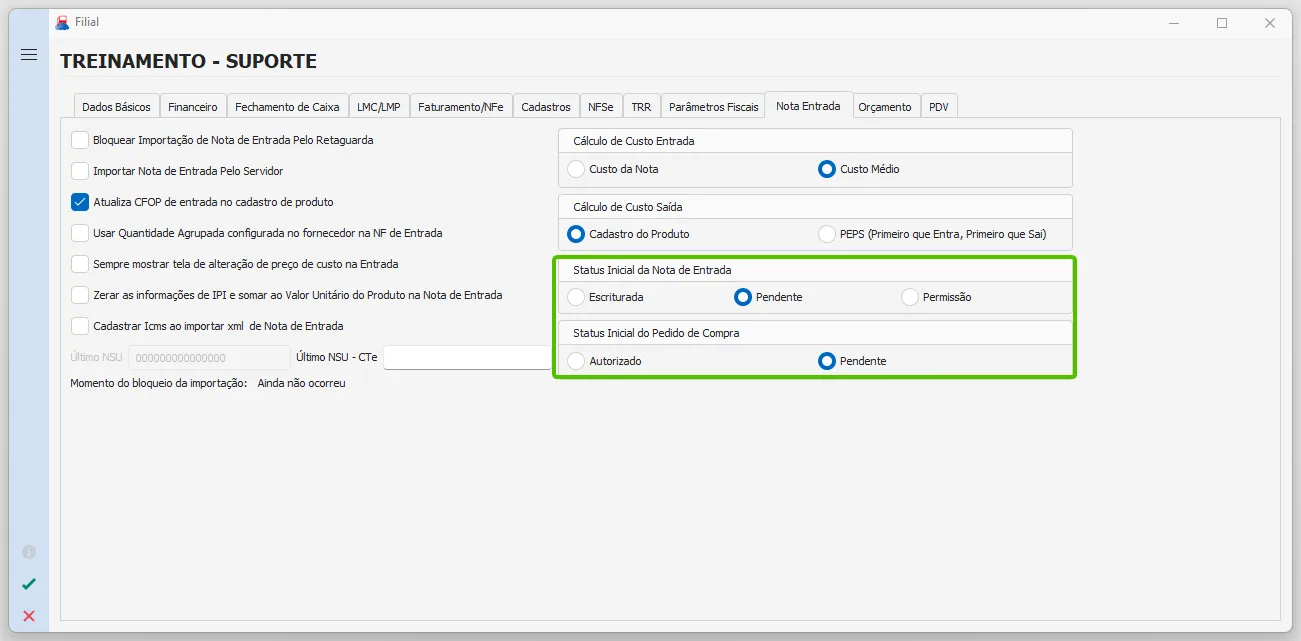 Filial
TREINAMENTO - SUPORTE
Dados Básicos Financeiro Fechamento de Caixa LMC/LMP Faturamento/NFe Cadastros NFSe TRR Parâmetros Fiscais Nota Entrada Orçamento PDV
Bloquear Importação de Nota de Entrada Pelo Retaguarda
Importar Nota de Entrada Pelo Servidor
Atualiza CFOP de entrada no cadastro de produto
Usar Quantidade Agrupada configurada no fornecedor na NF de Entrada
Sempre mostrar tela de alteração de preço de custo na Entrada
Zerar as informações de IPI e somar ao Valor Unitário do Produto na Nota de Entrada
Cadastrar Icms ao importar xml de Nota de Entrada
Último NSU 000000000000000 Último NSU - CTe
Momento do bloqueio da importação: Ainda não ocorreu
Cálculo de Custo Entrada
Custo da Nota Custo Médio
Cálculo de Custo Saída
Cadastro do Produto PEPS (Primeiro que Entra, Primeiro que Sai)
Status Inicial da Nota de Entrada
Escriturada Pendente Permissão
Status Inicial do Pedido de Compra
Autorizado Pendente